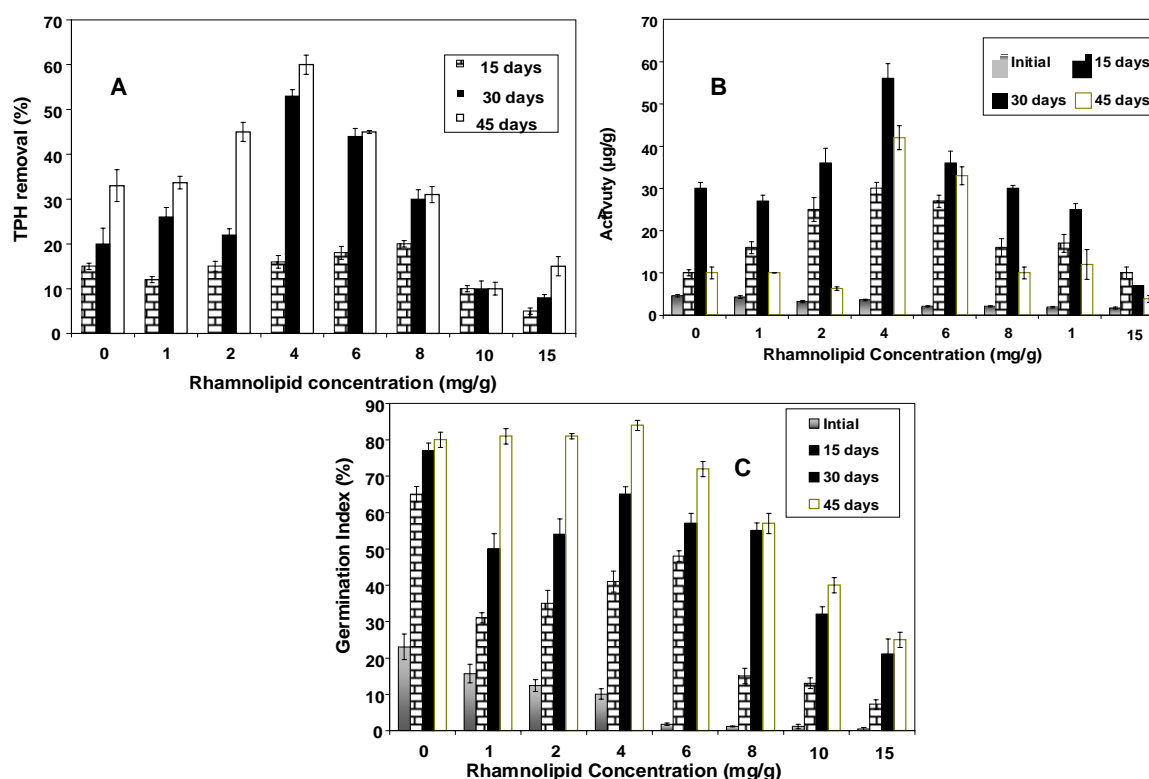 70
60
50
40
30
20
10
0
TPH removal (%)
A
15 days
30 days
45 days
0 1 2 4 6 8 10 15
Rhamnolipid concentration (mg/g)
70
60
50
40
30
20
10
0
Activuty (µg/g)
A
B
Initial
15 days
30 days
45 days
0 1 2 4 6 8 1 15
Rhamnolipid Concentration (mg/g)
90
80
70
60
50
40
30
20
10
0
Germination Index (%)
C
Intial
15 days
30 days
45 days
0 1 2 4 6 8 10 15
Rhamnolipid Concentration (mg/g)